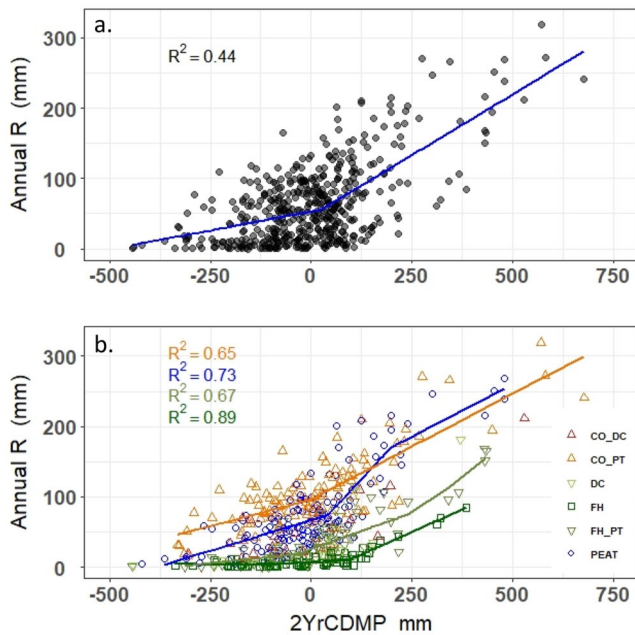 a.
R² = 0.44
Annual R (mm)
300
200
100
0
-500 -250 0 250 500 750
b.
R² = 0.65
R² = 0.73
R² = 0.67
R² = 0.89
Annual R (mm)
300
200
100
0
CO_DC
CO_PT
DC
FH
FH_PT
PEAT
-500 -250 0 250 500 750
2YrCDMP mm